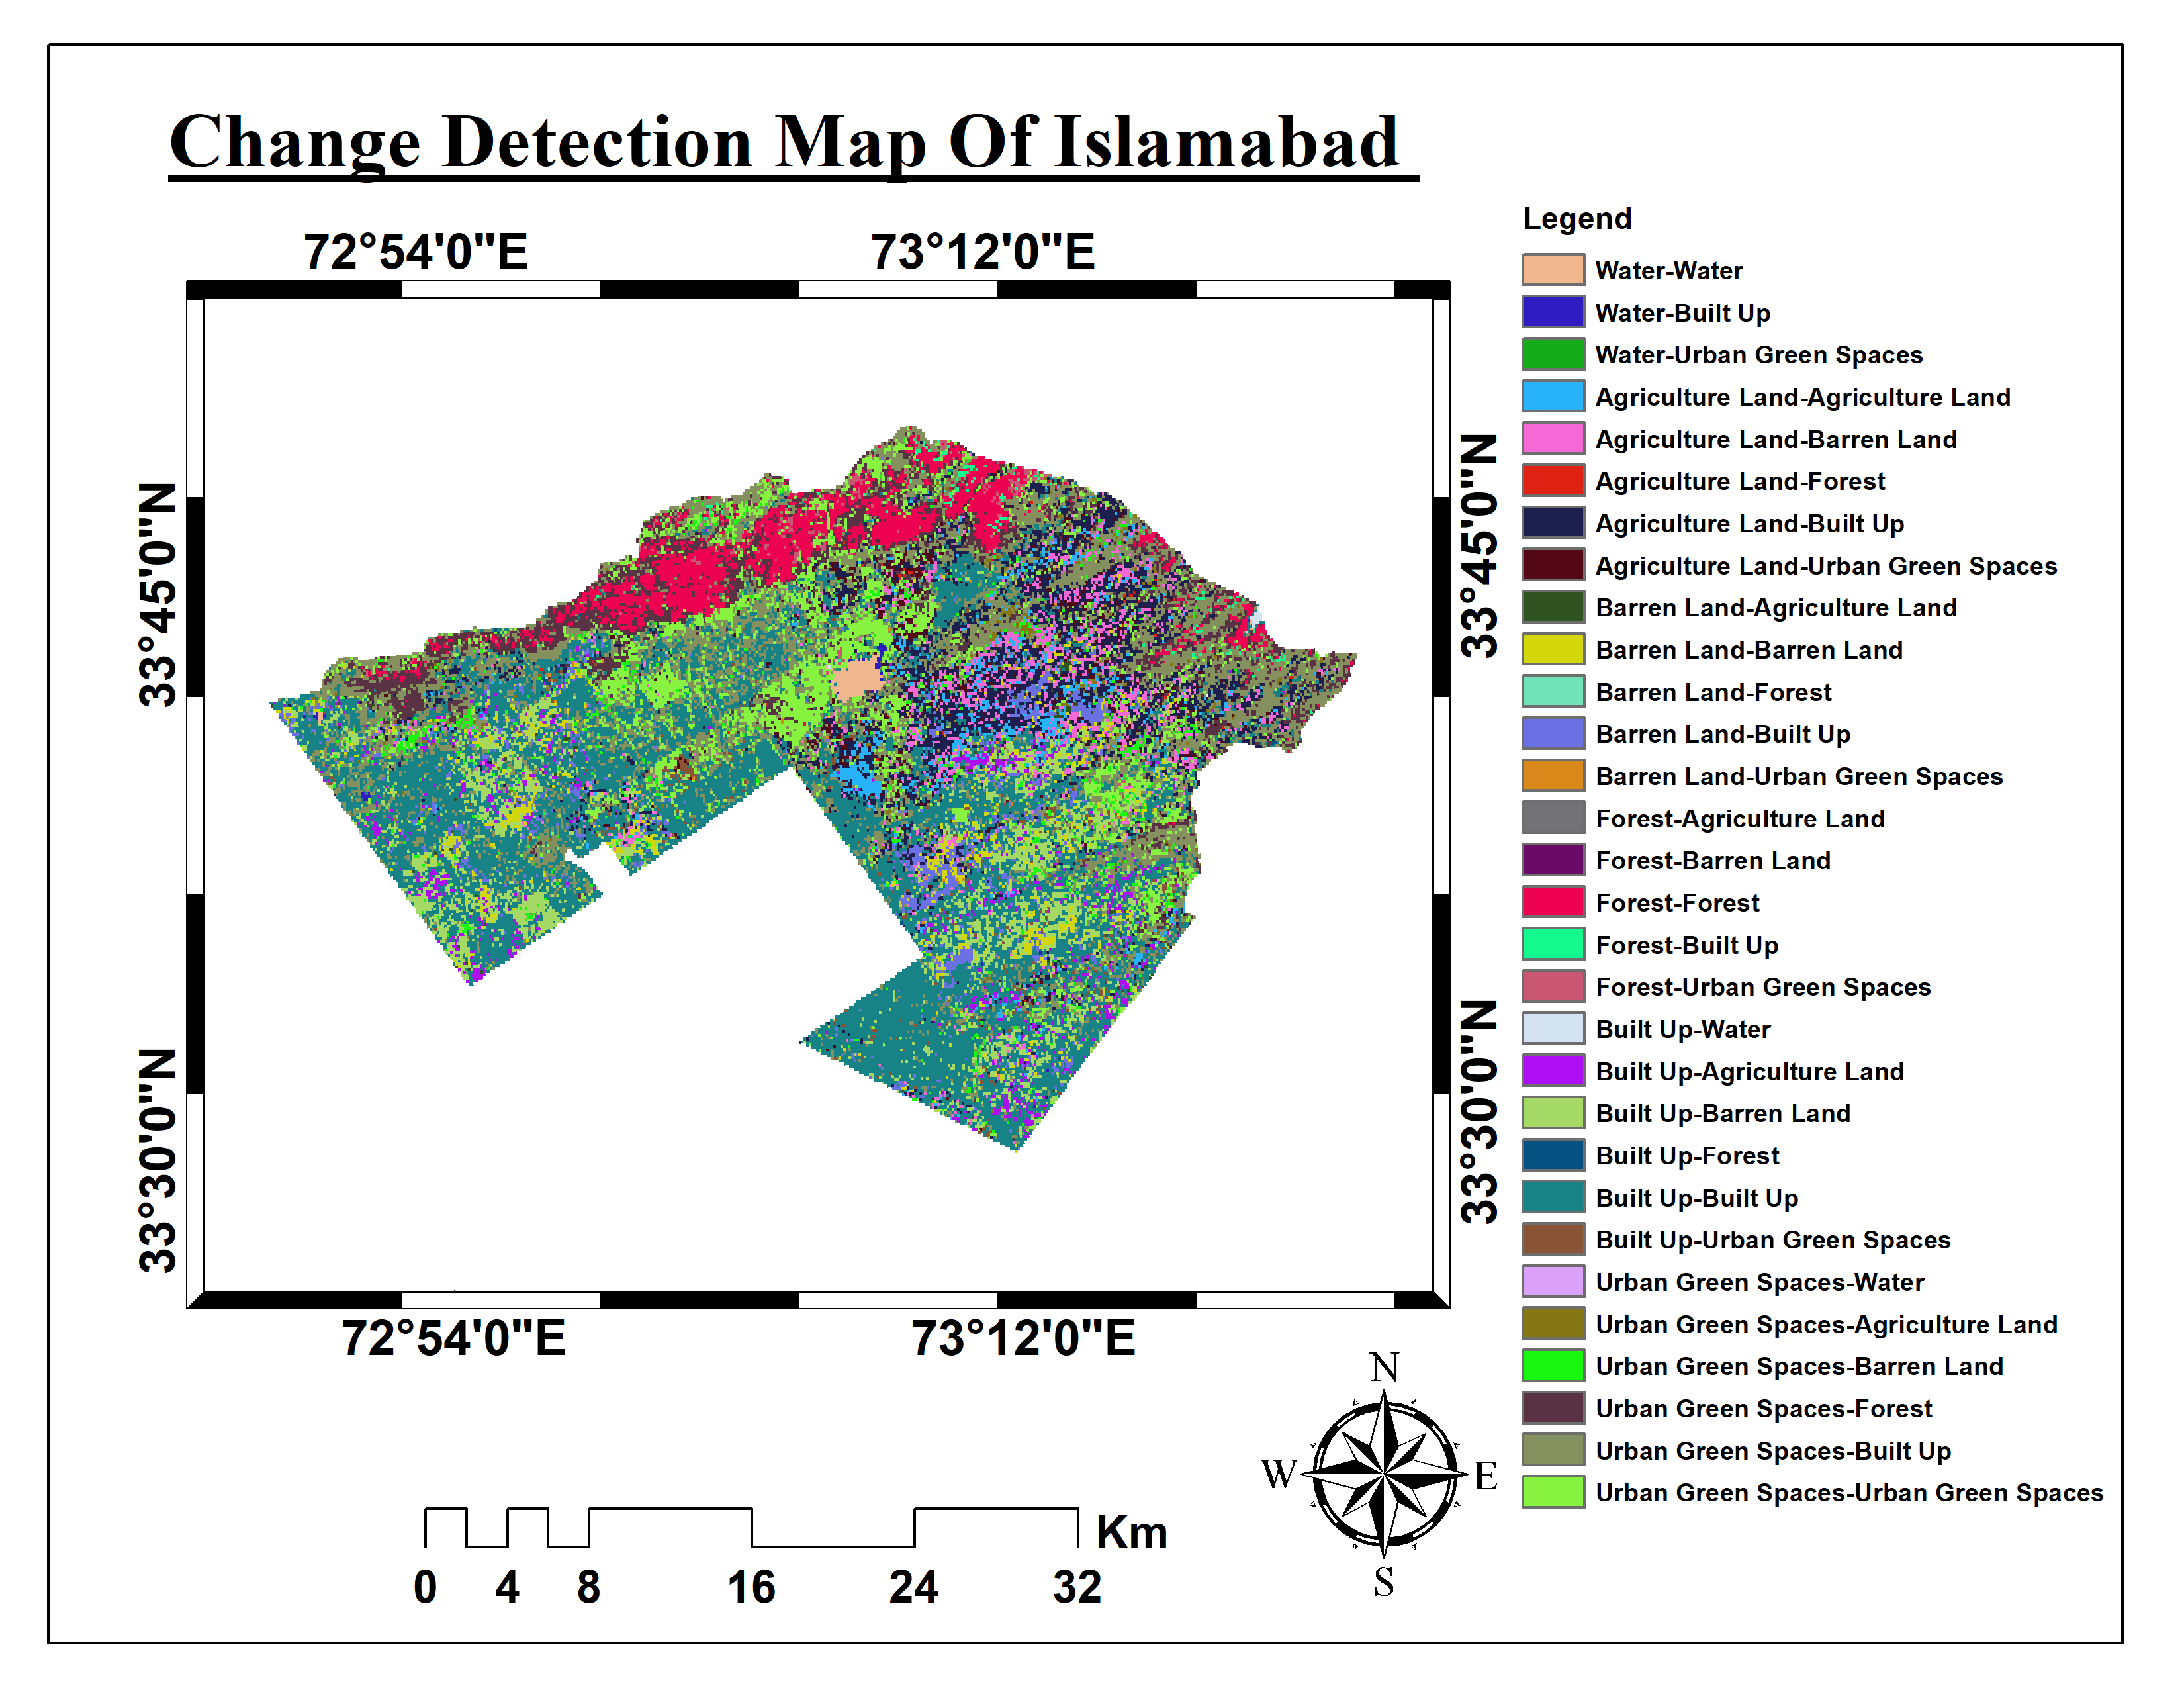 Change Detection Map Of Islamabad
72°54'0"E
73°12'0"E
33°45'0"N
33°45'0"N
33°30'0"N
33°30'0"N
72°54'0"E
73°12'0"E
Legend
Water-Water
Water-Built Up
Water-Urban Green Spaces
Agriculture Land-Agriculture Land
Agriculture Land-Barren Land
Agriculture Land-Forest
Agriculture Land-Built Up
Agriculture Land-Urban Green Spaces
Barren Land-Agriculture Land
Barren Land-Barren Land
Barren Land-Forest
Barren Land-Built Up
Barren Land-Urban Green Spaces
Forest-Agriculture Land
Forest-Barren Land
Forest-Forest
Forest-Built Up
Forest-Urban Green Spaces
Built Up-Water
Built Up-Agriculture Land
Built Up-Barren Land
Built Up-Forest
Built Up-Built Up
Built Up-Urban Green Spaces
Urban Green Spaces-Water
Urban Green Spaces-Agriculture Land
Urban Green Spaces-Barren Land
Urban Green Spaces-Forest
Urban Green Spaces-Built Up
Urban Green Spaces-Urban Green Spaces
N
W
E
S
Km
0 4 8 16 24 32